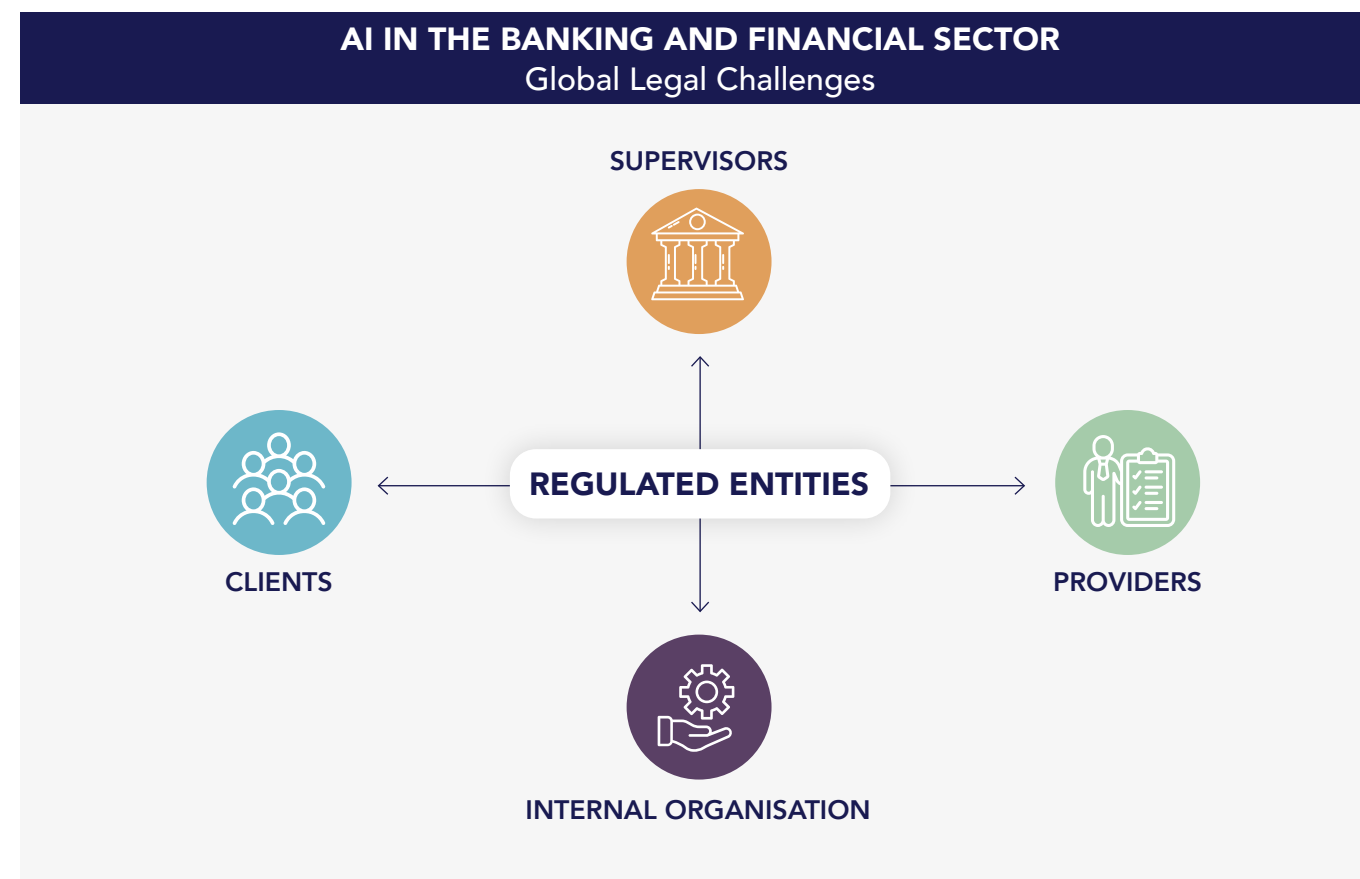 AI IN THE BANKING AND FINANCIAL SECTOR
Global Legal Challenges
SUPERVISORS
REGULATED ENTITIES
CLIENTS
PROVIDERS
INTERNAL ORGANISATION